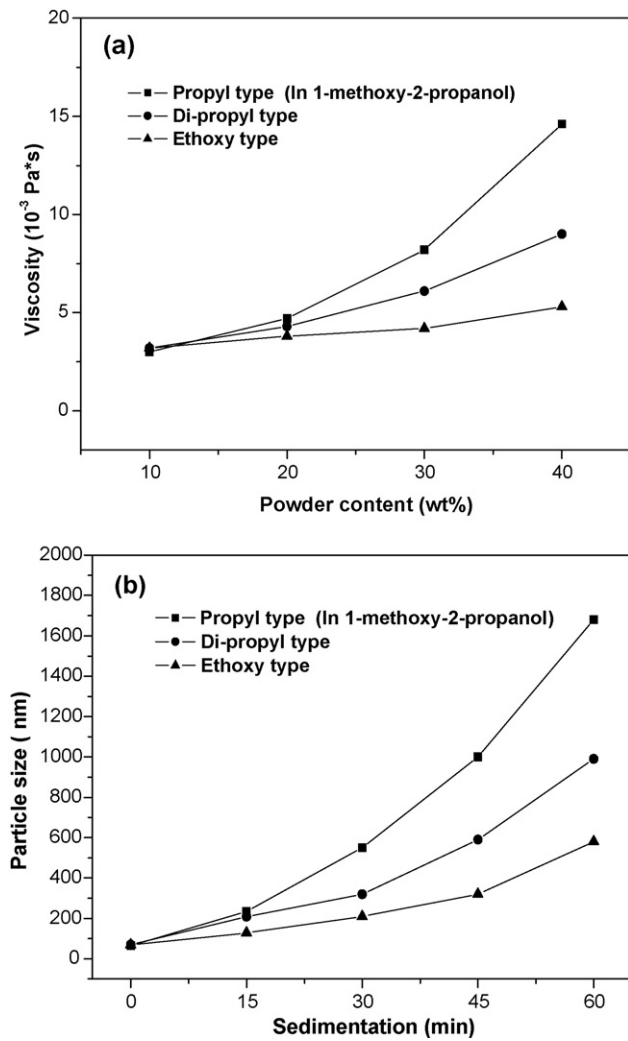 (a)
Propyl type (In 1-methoxy-2-propanol)
Di-propyl type
Ethoxy type
20
15
10
5
0
Viscosity (10⁻³ Pa*s)
10 20 30 40
Powder content (wt%)
(b)
Propyl type (In 1-methoxy-2-propanol)
Di-propyl type
Ethoxy type
2000
1800
1600
1400
1200
1000
800
600
400
200
0
Particle size ( nm)
0 15 30 45 60
Sedimentation (min)